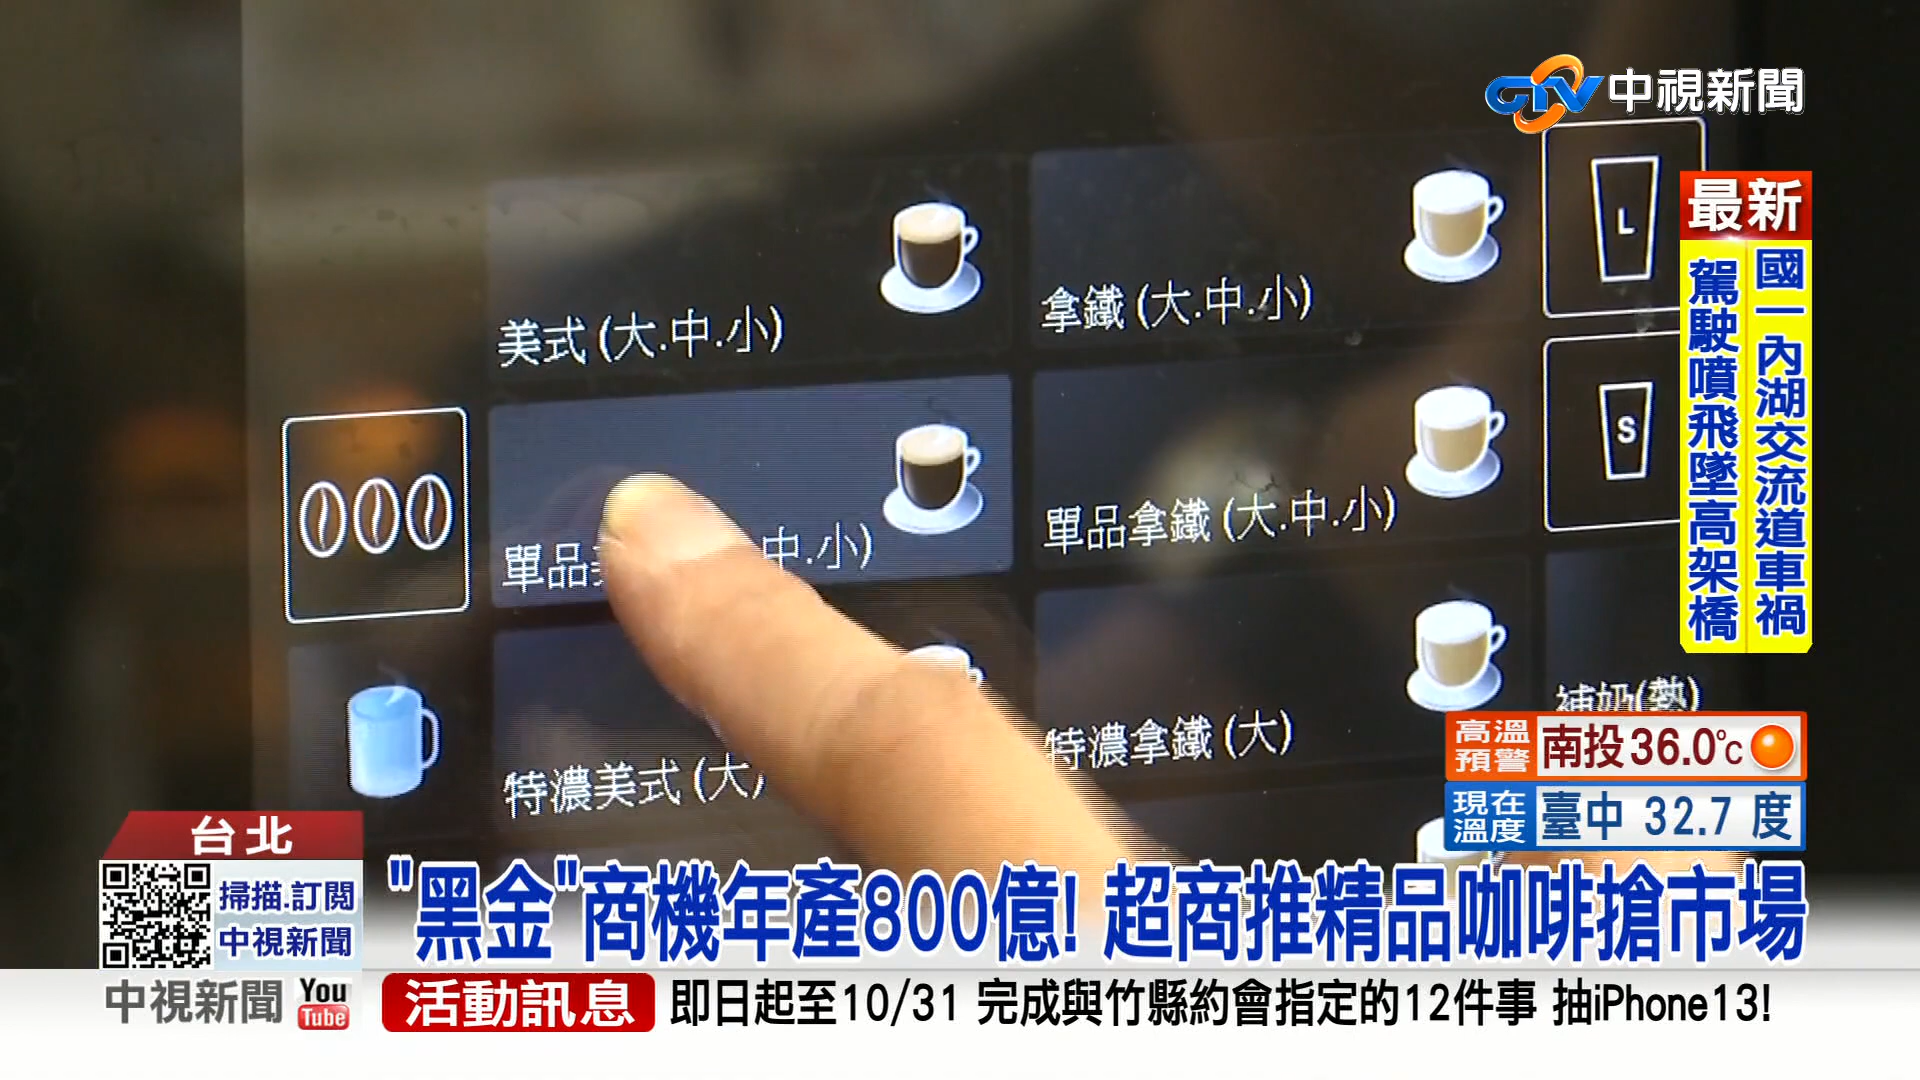 CTV 中視新聞
最新
國一內湖交流道車禍
駕駛噴飛墜高架橋
美式(大.中.小)
拿鐵(大.中.小)
L
單品
中.小)
單品拿鐵(大.中.小)
S
特濃美式(大)
特濃拿鐵(大)
補奶(熱)
高溫預警 南投36.0℃
現在溫度 臺中 32.7 度
台北
掃描.訂閱
中視新聞
"黑金"商機年產800億! 超商推精品咖啡搶市場
中視新聞 YouTube
活動訊息 即日起至10/31 完成與竹縣約會指定的12件事 抽iPhone13!